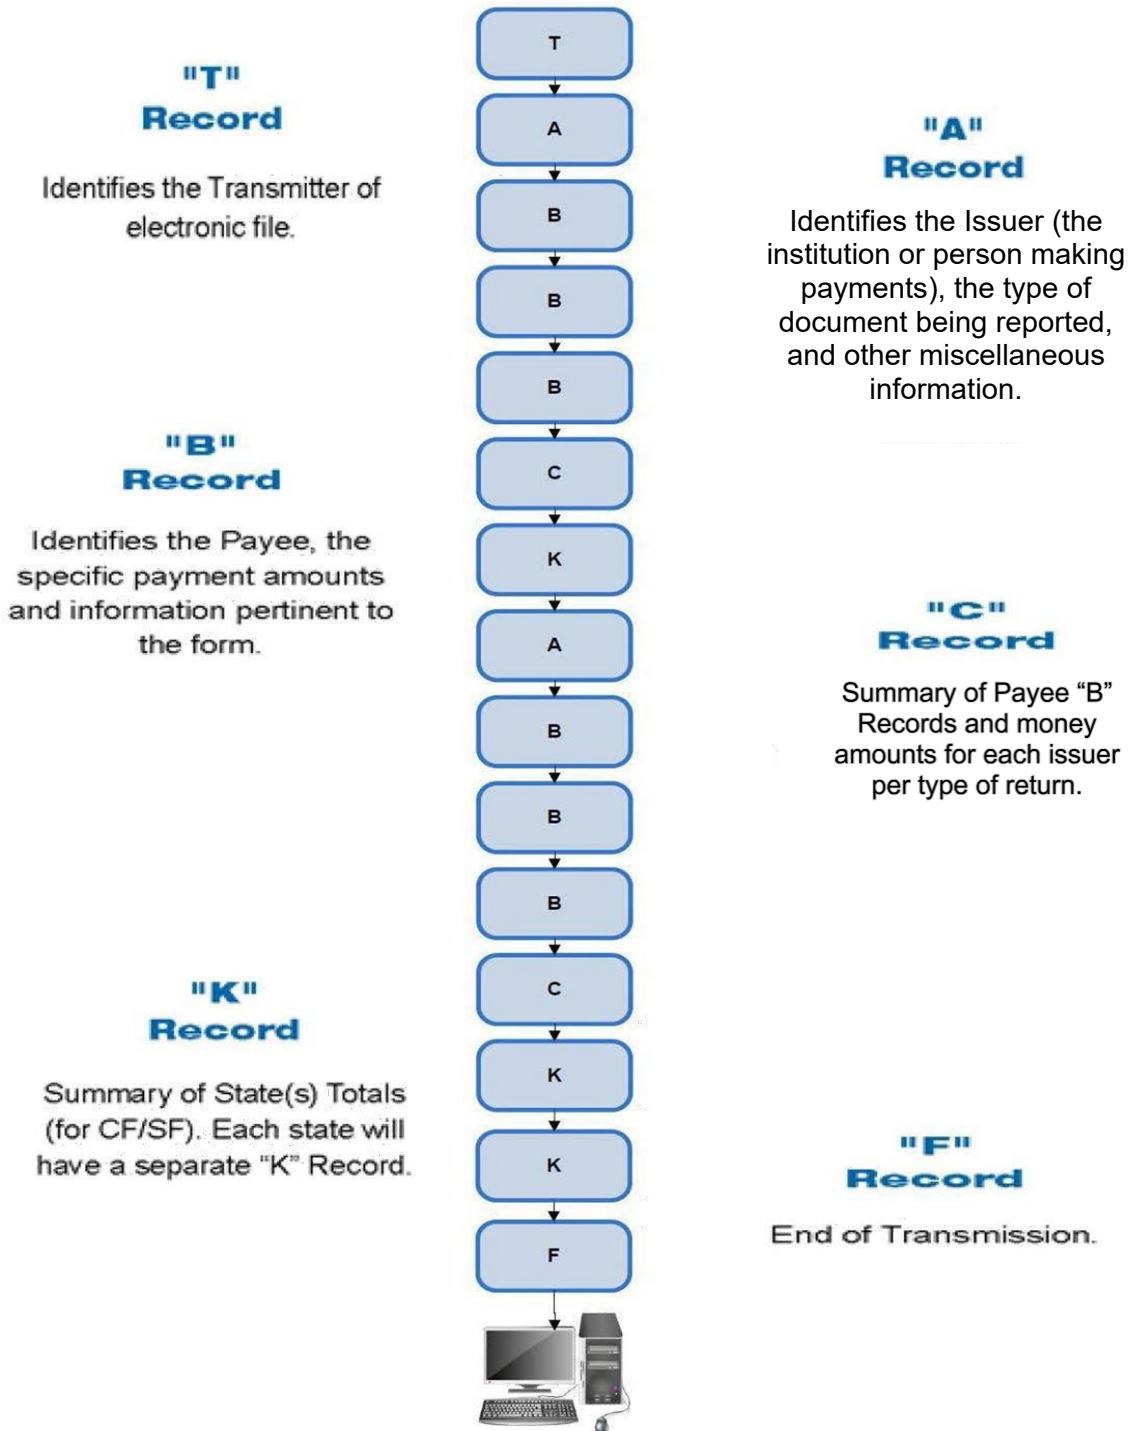 T
"T"
Record
Identifies the Transmitter of
electronic file.
A
"A"
Record
Identifies the Issuer (the
institution or person making
payments), the type of
document being reported,
and other miscellaneous
information.
B
B
B
"B"
Record
Identifies the Payee, the
specific payment amounts
and information pertinent to
the form.
C
K
A
"C"
Record
Summary of Payee “B”
Records and money
amounts for each issuer
per type of return.
B
B
B
C
"K"
Record
Summary of State(s) Totals
(for CF/SF). Each state will
have a separate “K” Record.
K
K
"F"
Record
End of Transmission.
F